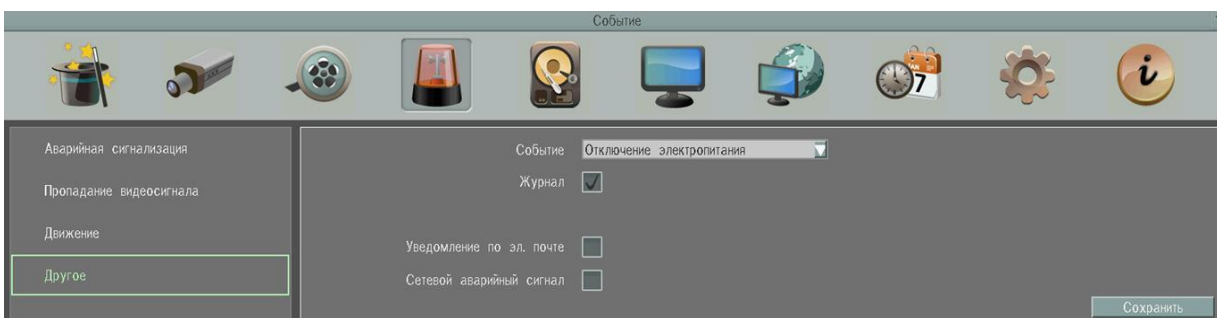 Событие
7
i
Аварийная сигнализация
Пропадание видеосигнала
Движение
Другое
Событие Отключение электропитания
Журнал
Уведомление по эл. почте
Сетевой аварийный сигнал
Сохранить